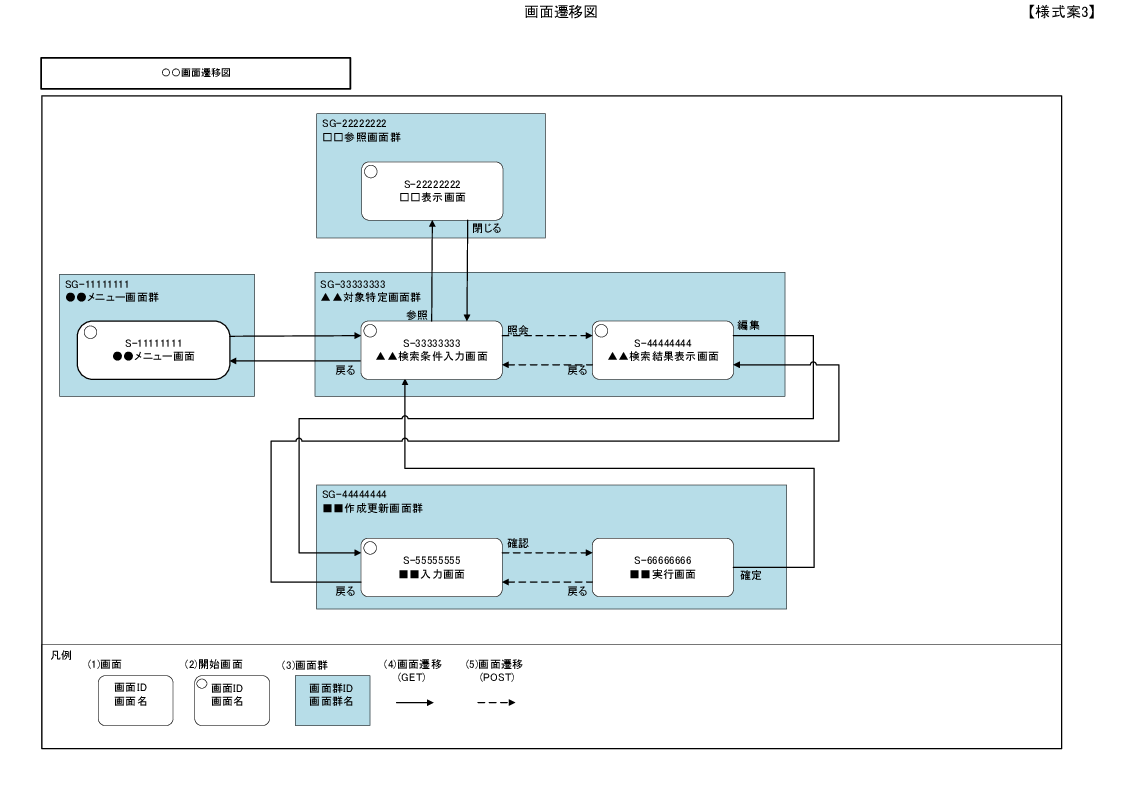 画面遷移図
【様式案3】
○○画面遷移図
SG-22222222
□□参照画面群
S-22222222
□□表示画面
閉じる
SG-11111111
●●メニュー画面群
S-11111111
●●メニュー画面
SG-33333333
▲▲対象特定画面群
参照
S-33333333
▲▲検索条件入力画面
戻る
照会
戻る
S-44444444
▲▲検索結果表示画面
編集
SG-44444444
■■作成更新画面群
S-55555555
■■入力画面
戻る
確認
戻る
S-66666666
■■実行画面
確定
凡例
(1)画面
画面ID
画面名
(2)開始画面
画面ID
画面名
(3)画面群
画面群ID
画面群名
(4)画面遷移
(GET)
(5)画面遷移
(POST)